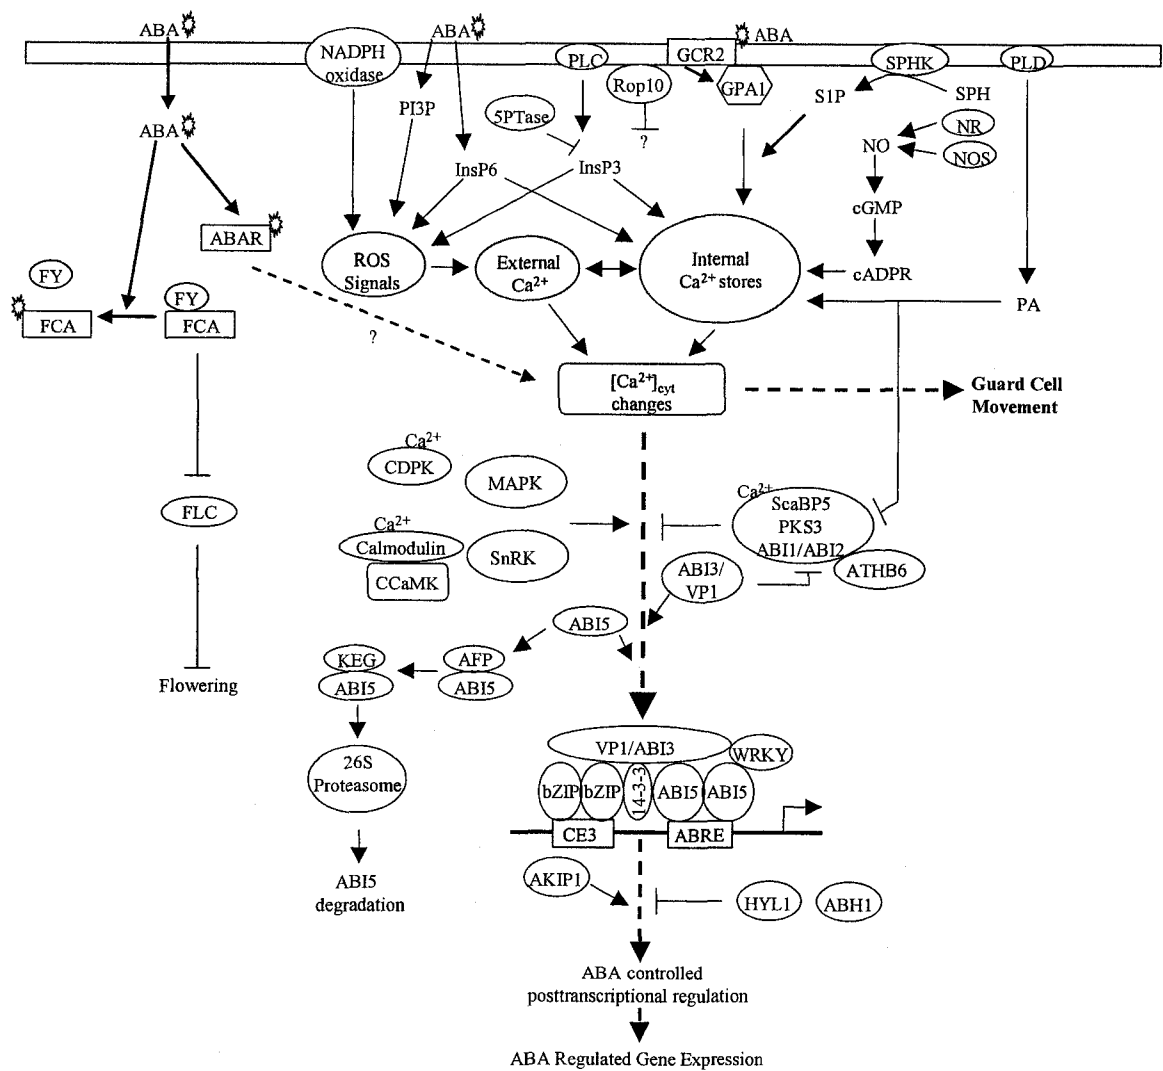 ABA
ABA
ABA
NADPH
oxidase
PLC
GCR2
SPHK
PLD
Rop10
GPA1
S1P
SPH
PI3P
5PTase
NR
ABA
?
NO
NOS
InsP6
InsP3
cGMP
ABAR
ROS
Signals
External
Ca2+
Internal
Ca2+ stores
cADPR
FY
FY
FCA
FCA
PA
?
[Ca2+]cyt
changes
Guard Cell
Movement
Ca2+
CDPK
MAPK
Ca2+
ScaBP5
PKS3
ABI1/ABI2
FLC
Ca2+
Calmodulin
CCaMK
SnRK
ABI3/
VP1
ATHB6
ABI5
KEG
ABI5
AFP
ABI5
Flowering
VP1/ABI3
WRKY
26S
Proteasome
bZIP
bZIP
14-3-3
ABI5
ABI5
CE3
ABRE
ABI5
degradation
AKIP1
HYL1
ABH1
ABA controlled
posttranscriptional regulation
ABA Regulated Gene Expression